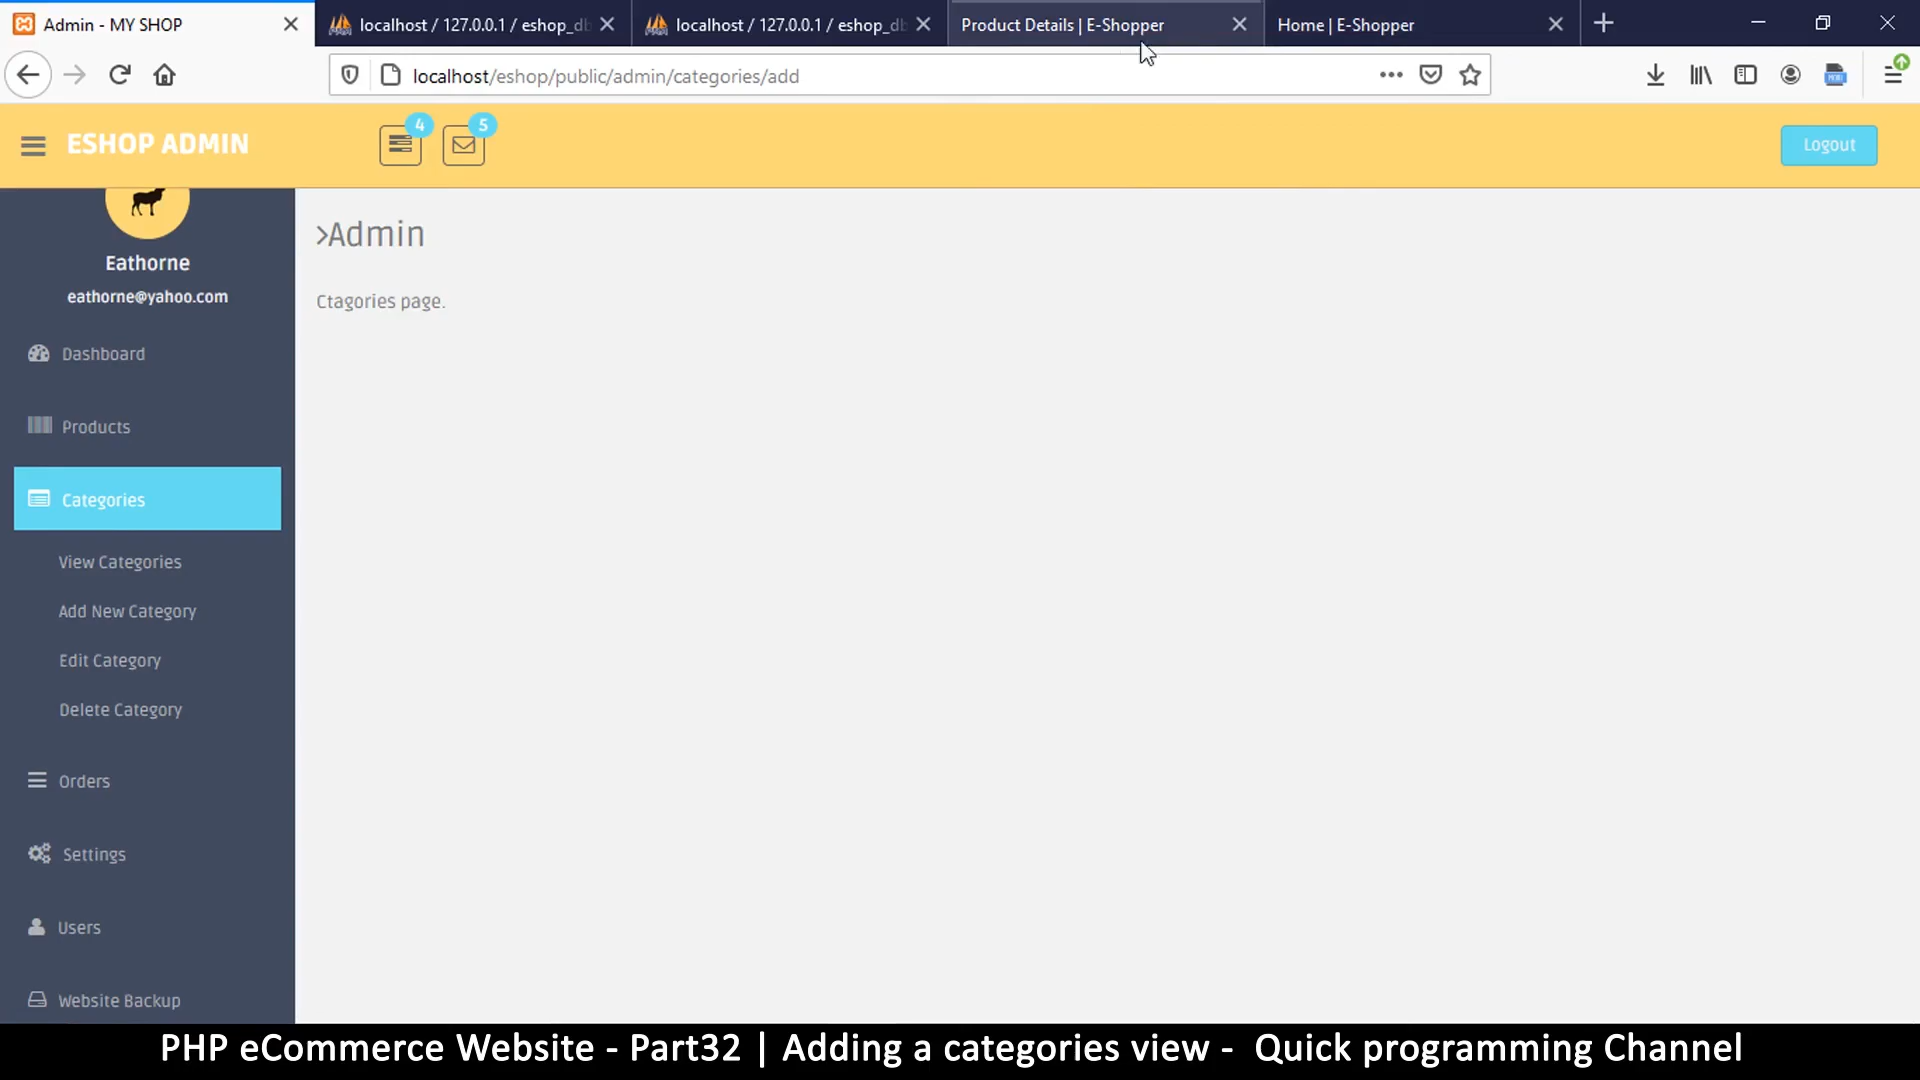 Admin - MY SHOP
localhost / 127.0.0.1 / eshop_db
localhost / 127.0.0.1 / eshop_db
Product Details | E-Shopper
Home | E-Shopper
localhost/eshop/public/admin/categories/add
ESHOP ADMIN
4
5
Logout
Eathorne
eathorne@yahoo.com
>Admin
Ctagories page.
Dashboard
Products
Categories
View Categories
Add New Category
Edit Category
Delete Category
Orders
Settings
Users
Website Backup
PHP eCommerce Website - Part32 | Adding a categories view - Quick programming Channel